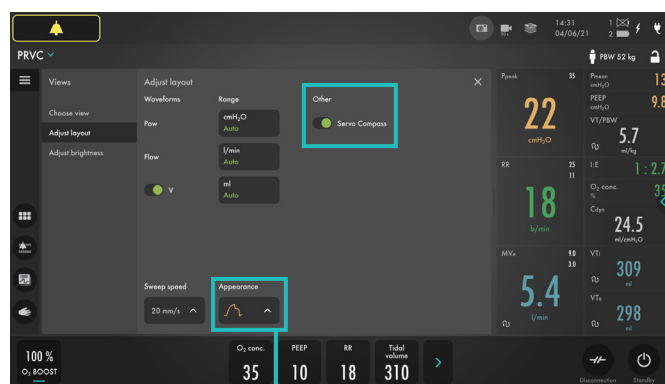 14:31
04/06/21
1
2
PRVC
PBW 52 kg
Views
Choose view
Adjust layout
Adjust brightness
Adjust layout
Waveforms
Range
Other
Paw
cmH₂O
Auto
Servo Compass
Flow
l/min
Auto
V
ml
Auto
Sweep speed
20 mm/s
Appearance
Ppeak
35
22
cmH₂O
RR
25
11
18
b/min
MVe
9.0
3.0
5.4
l/min
Pmean
cmH₂O
13
PEEP
cmH₂O
9.8
VT/PBW
5.7
ml/kg
I:E
1 : 2.7
O₂ conc.
%
35
Cdyn
24.5
ml/cmH₂O
VTi
309
ml
VTe
298
ml
100 %
O₂ BOOST
O₂ conc.
35
PEEP
10
RR
18
Tidal
volume
310
Disconnection
Standby